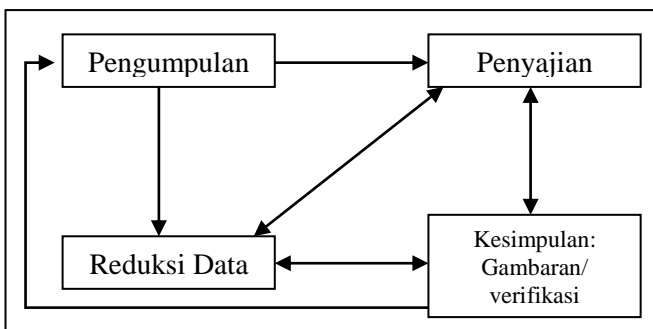 Pengumpulan
Penyajian
Reduksi Data
Kesimpulan:
Gambaran/
verifikasi